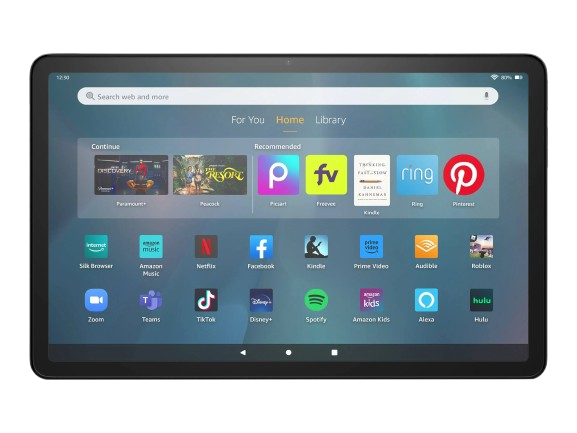 12:30
80%
Search web and more
For You Home Library
Continue
Recommended
DISCOVERY
THE RESORT
P
fv
THINKING,
DANIEL
KAHNEMAN
ring
Paramount+ Peacock Picsart Freevee Kindle Ring Pinterest
internet
amazon music
prime video
Silk Browser Amazon Music Netflix Facebook Kindle Prime Video Audible Roblox
Disney+
amazon kids
hulu
Zoom Teams TikTok Disney+ Spotify Amazon Kids Alexa Hulu